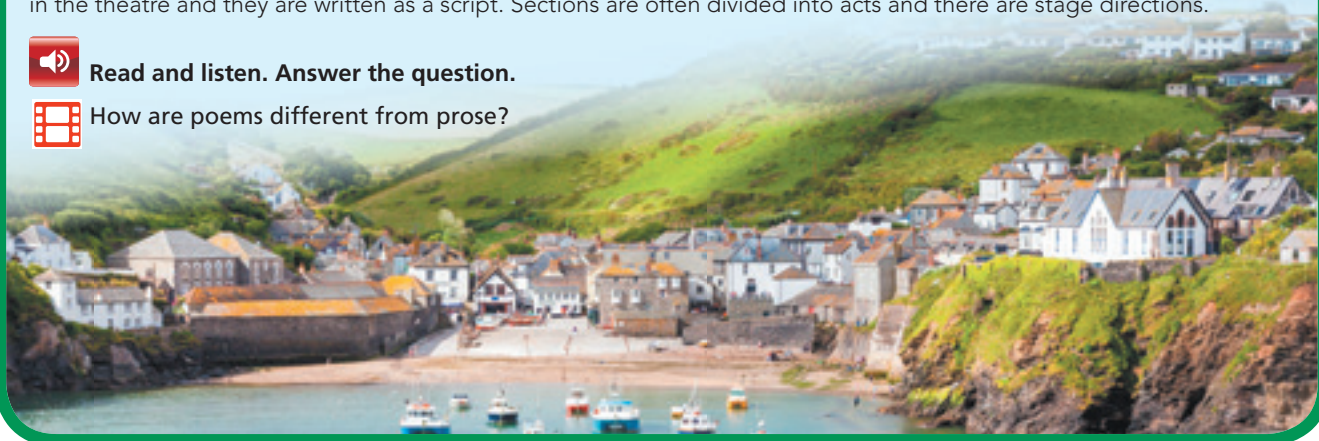 in the theatre and they are written as a script. Sections are often divided into acts and there are stage directions.
Read and listen. Answer the question.
How are poems different from prose?